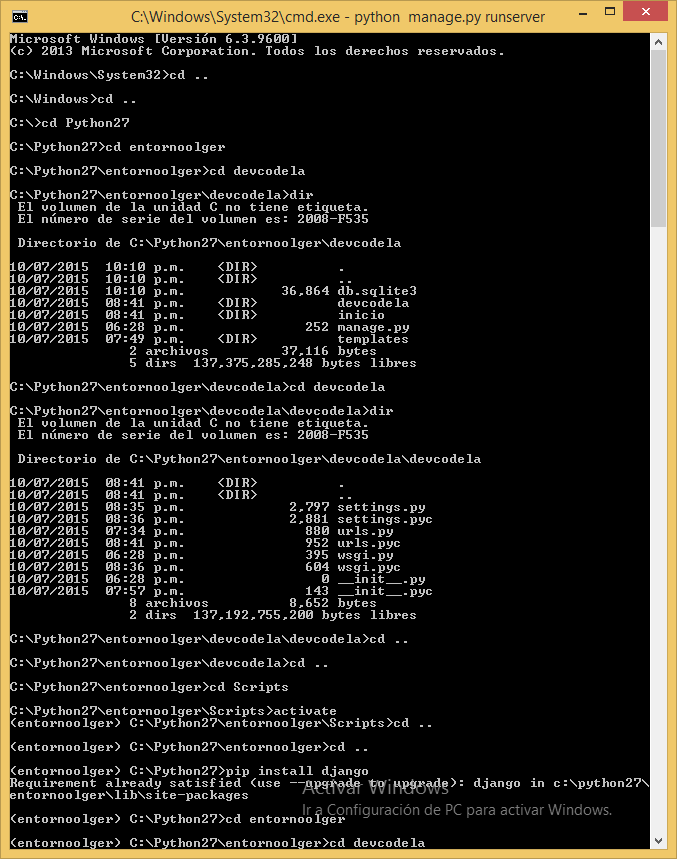 C:\Windows\System32\cmd.exe - python  manage.py runserver
Microsoft Windows [Versión 6.3.9600]
(c) 2013 Microsoft Corporation. Todos los derechos reservados.
C:\Windows\System32>cd ..
C:\Windows>cd ..
C:\>cd Python27
C:\Python27>cd entornoolger
C:\Python27\entornoolger>cd devcodela
C:\Python27\entornoolger\devcodela>dir
 El volumen de la unidad C no tiene etiqueta.
 El número de serie del volumen es: 2008-F535
 Directorio de C:\Python27\entornoolger\devcodela
10/07/2015  10:10 p.m.    <DIR>          .
10/07/2015  10:10 p.m.    <DIR>          ..
10/07/2015  10:10 p.m.            36,864 db.sqlite3
10/07/2015  08:41 p.m.    <DIR>          devcodela
10/07/2015  08:41 p.m.    <DIR>          inicio
10/07/2015  06:28 p.m.               252 manage.py
10/07/2015  07:49 p.m.    <DIR>          templates
               2 archivos         37,116 bytes
               5 dirs  137,375,285,248 bytes libres
C:\Python27\entornoolger\devcodela>cd devcodela
C:\Python27\entornoolger\devcodela\devcodela>dir
 El volumen de la unidad C no tiene etiqueta.
 El número de serie del volumen es: 2008-F535
 Directorio de C:\Python27\entornoolger\devcodela\devcodela
10/07/2015  08:41 p.m.    <DIR>          .
10/07/2015  08:41 p.m.    <DIR>          ..
10/07/2015  08:35 p.m.             2,797 settings.py
10/07/2015  08:36 p.m.             2,881 settings.pyc
10/07/2015  07:34 p.m.               880 urls.py
10/07/2015  08:41 p.m.               952 urls.pyc
10/07/2015  06:28 p.m.               395 wsgi.py
10/07/2015  08:36 p.m.               604 wsgi.pyc
10/07/2015  06:28 p.m.                 0 __init__.py
10/07/2015  07:57 p.m.               143 __init__.pyc
               8 archivos          8,652 bytes
               2 dirs  137,192,755,200 bytes libres
C:\Python27\entornoolger\devcodela\devcodela>cd ..
C:\Python27\entornoolger\devcodela>cd ..
C:\Python27\entornoolger>cd Scripts
C:\Python27\entornoolger\Scripts>activate
(entornoolger) C:\Python27\entornoolger\Scripts>cd ..
(entornoolger) C:\Python27\entornoolger>cd ..
(entornoolger) C:\Python27>pip install django
Requirement already satisfied (use --upgrade to upgrade): django in c:\python27\
entornoolger\lib\site-packages
Activar Windows
Ir a Configuración de PC para activar Windows.
(entornoolger) C:\Python27>cd entornoolger
(entornoolger) C:\Python27\entornoolger>cd devcodela